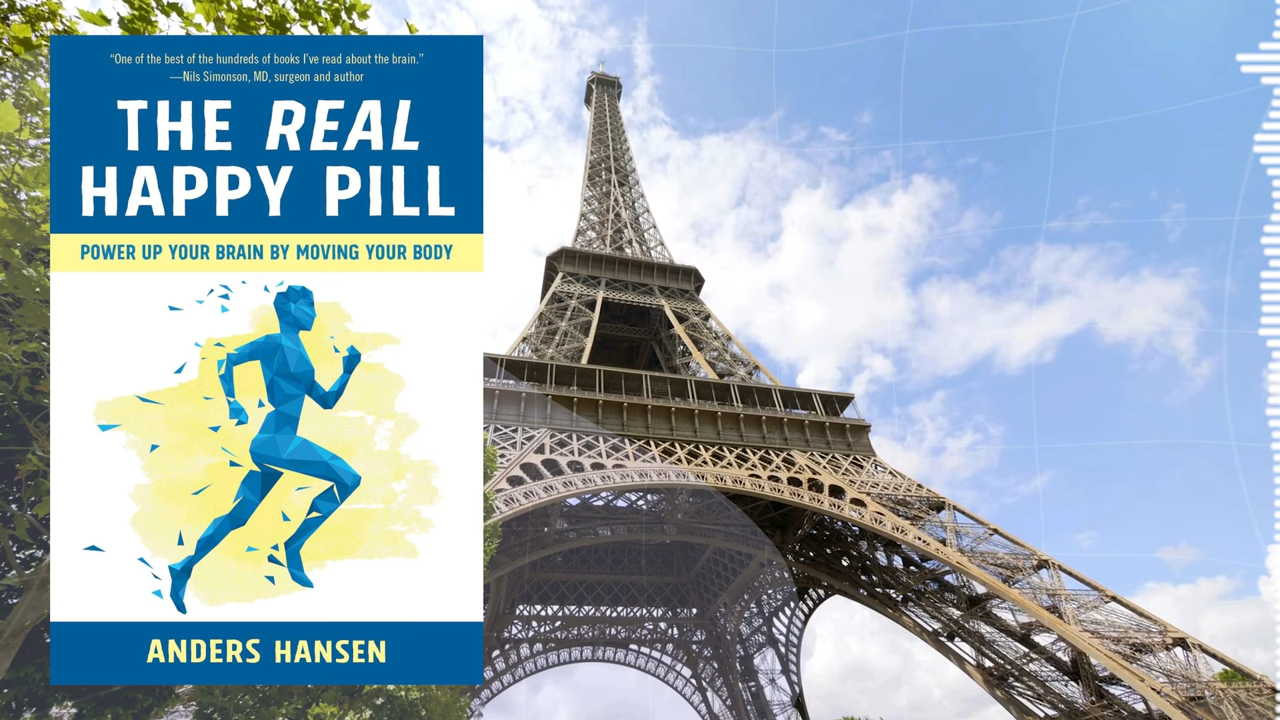 “One of the best of the hundreds of books I’ve read about the brain.”
—Nils Simonson, MD, surgeon and author
THE REAL
HAPPY PILL
POWER UP YOUR BRAIN BY MOVING YOUR BODY
ANDERS HANSEN